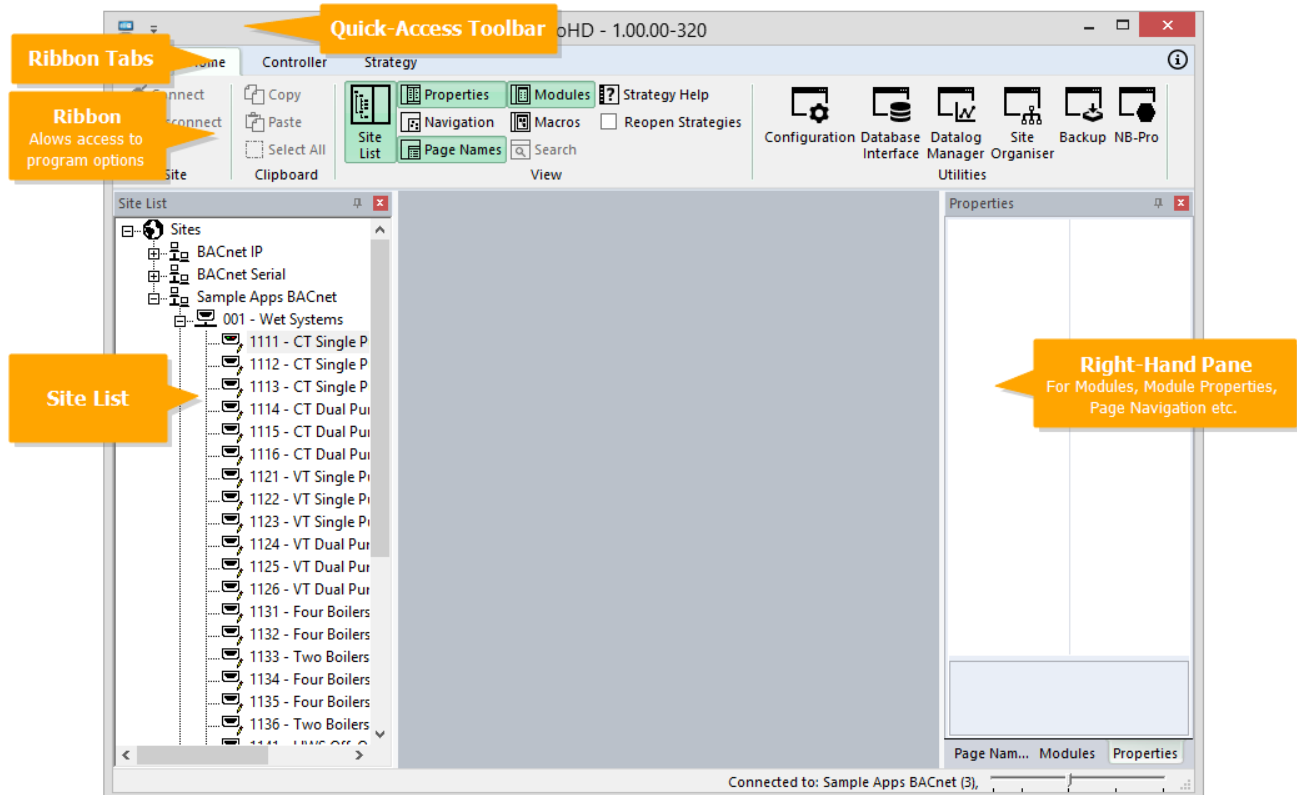 Quick-Access Toolbar
oHD - 1.00.00-320
Ribbon Tabs
Controller
Strategy
Ribbon
Allows access to
program options
Copy
Paste
Select All
Clipboard
Site
List
Properties
Navigation
Page Names
Modules
Macros
Search
Strategy Help
Reopen Strategies
View
Configuration
Database
Interface
Datalog
Manager
Site
Organiser
Backup
NB-Pro
Utilities
Site
Site List
Sites
BACnet IP
BACnet Serial
Sample Apps BACnet
001 - Wet Systems
1111 - CT Single P
1112 - CT Single P
1113 - CT Single P
1114 - CT Dual Pu
1115 - CT Dual Pu
1116 - CT Dual Pu
1121 - VT Single P
1122 - VT Single P
1123 - VT Single P
1124 - VT Dual Pur
1125 - VT Dual Pur
1126 - VT Dual Pur
1131 - Four Boilers
1132 - Four Boilers
1133 - Two Boilers
1134 - Four Boilers
1135 - Four Boilers
1136 - Two Boilers
Site List
Properties
Right-Hand Pane
For Modules, Module Properties,
Page Navigation etc.
Page Nam... Modules Properties
Connected to: Sample Apps BACnet (3),